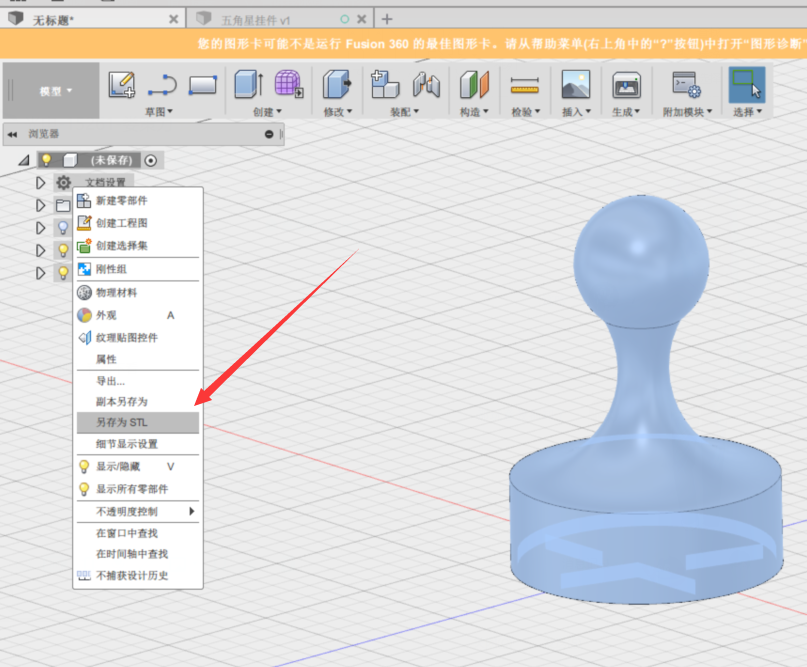 无标题*
五角星挂件 v1
您的图形卡可能不是运行 Fusion 360 的最佳图形卡。请从帮助菜单(右上角中的"?"按钮)中打开"图形诊断"
模型
草图
创建
修改
装配
构造
检验
插入
生成
附加模块
选择
浏览器
(未保存)
文档设置
新建零部件
创建工程图
创建选择集
刚性组
物理材料
外观 A
纹理贴图控件
属性
导出...
副本另存为
另存为 STL
细节显示设置
显示/隐藏 V
显示所有零部件
不透明度控制
在窗口中查找
在时间轴中查找
不捕获设计历史